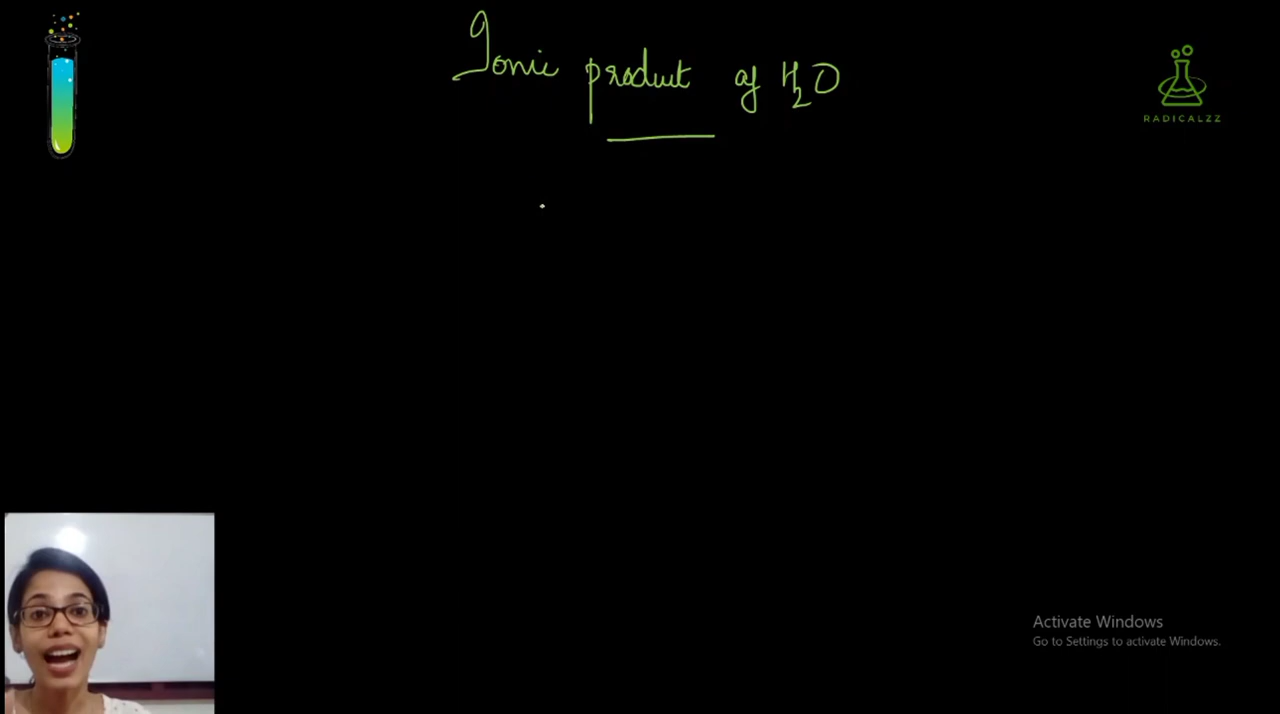 Ionic product of H₂O
RADICALZZ
Activate Windows
Go to Settings to activate Windows.